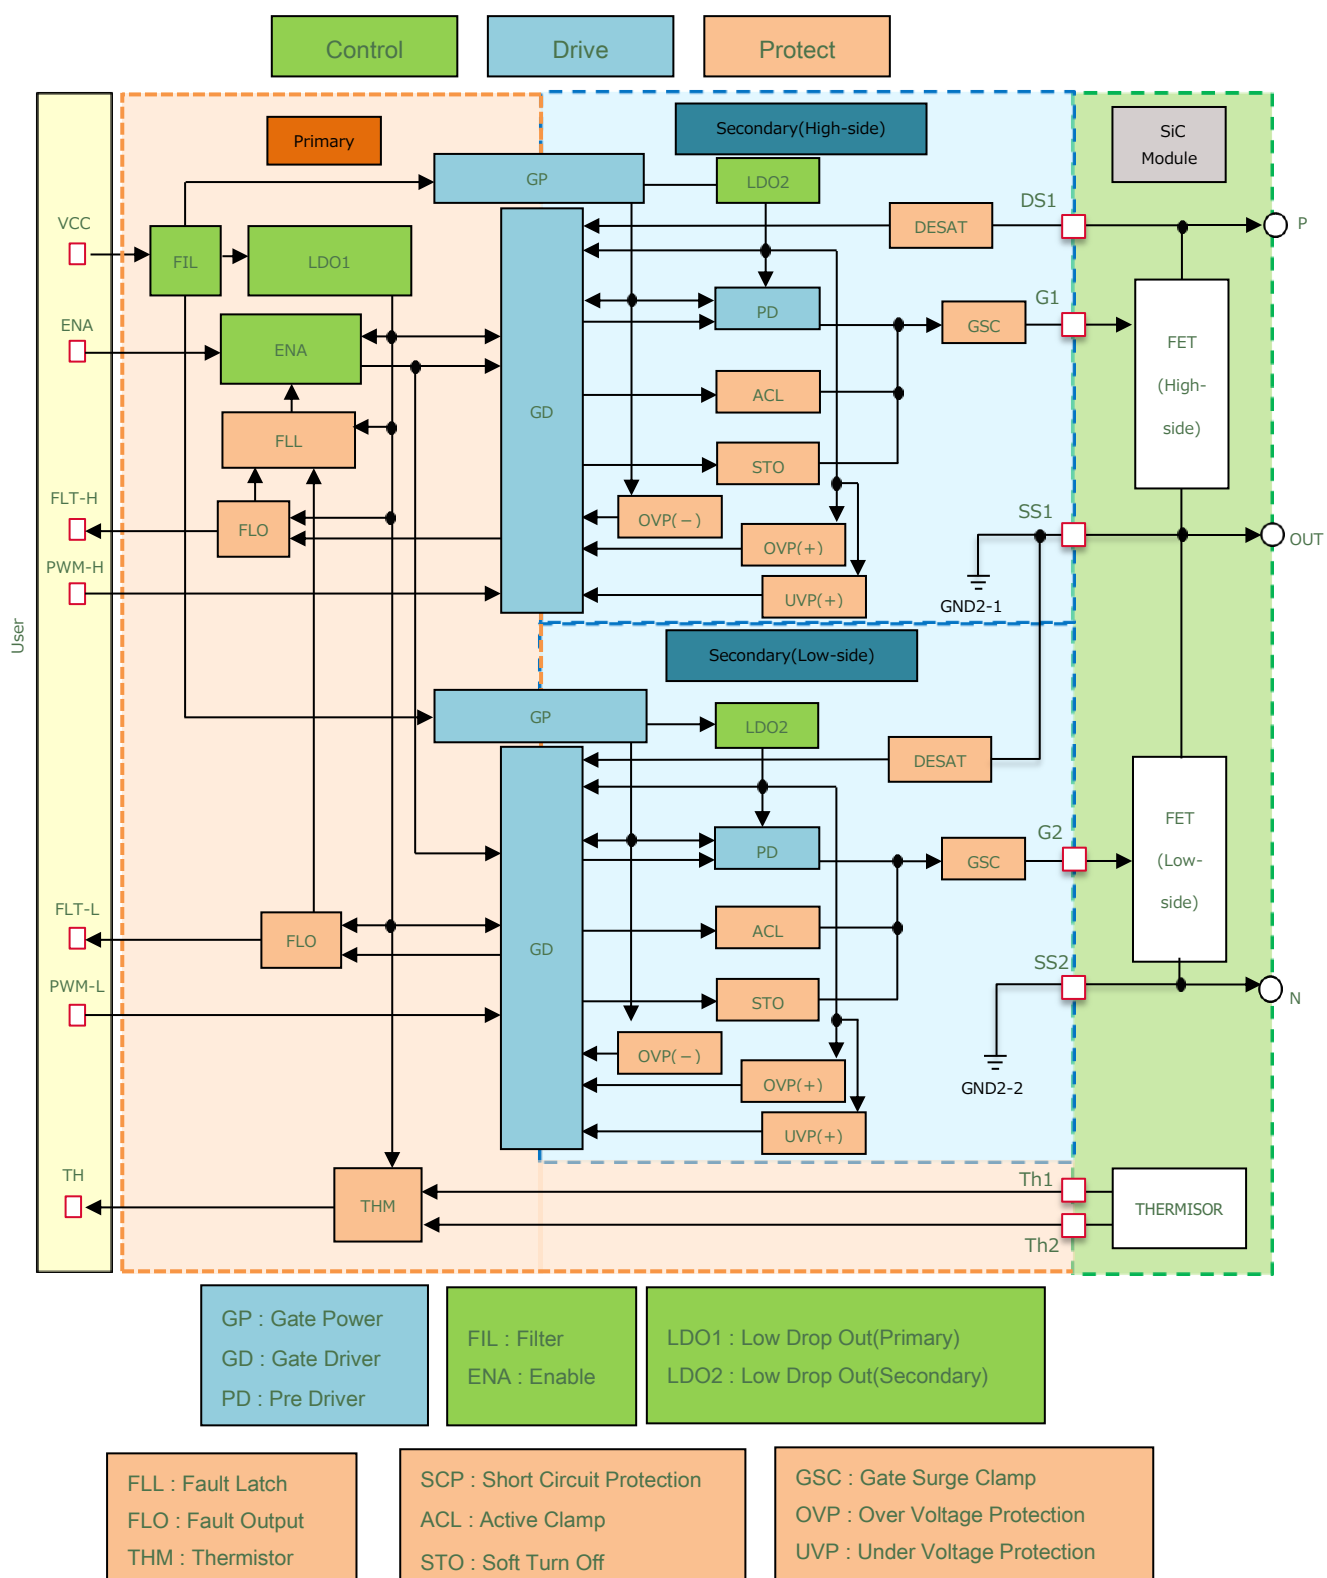 Control
Drive
Protect
Primary
Secondary(High-side)
SiC
Module
GP
LDO2
VCC
FIL
LDO1
DESAT
DS1
P
ENA
ENA
PD
GSC
G1
FET
(High-
side)
GD
ACL
FLL
STO
FLT-H
FLO
OVP(−)
OVP(+)
SS1
OUT
PWM-H
UVP(+)
GND2-1
User
Secondary(Low-side)
GP
LDO2
DESAT
PD
GSC
G2
FET
(Low-
side)
FLT-L
FLO
GD
ACL
SS2
PWM-L
STO
N
OVP(−)
OVP(+)
GND2-2
UVP(+)
TH
THM
Th1
Th2
THERMISOR
GP : Gate Power
GD : Gate Driver
PD : Pre Driver
FIL : Filter
ENA : Enable
LDO1 : Low Drop Out(Primary)
LDO2 : Low Drop Out(Secondary)
FLL : Fault Latch
FLO : Fault Output
THM : Thermistor
SCP : Short Circuit Protection
ACL : Active Clamp
STO : Soft Turn Off
GSC : Gate Surge Clamp
OVP : Over Voltage Protection
UVP : Under Voltage Protection